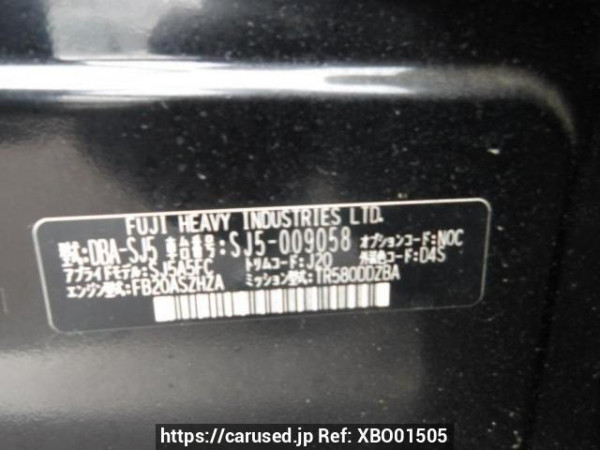 FUJI HEAVY INDUSTRIES LTD.
型式:DBA-SJ5 車台番号:SJ5-009058 オプションコード:NOC
アプライドモデル:SJ5A5FC トリムコード:J20 外装色コード:D4S
エンジン型式:FB20ASZHZA ミッション型式:TR580DDZBA
https://carused.jp Ref: XBO01505